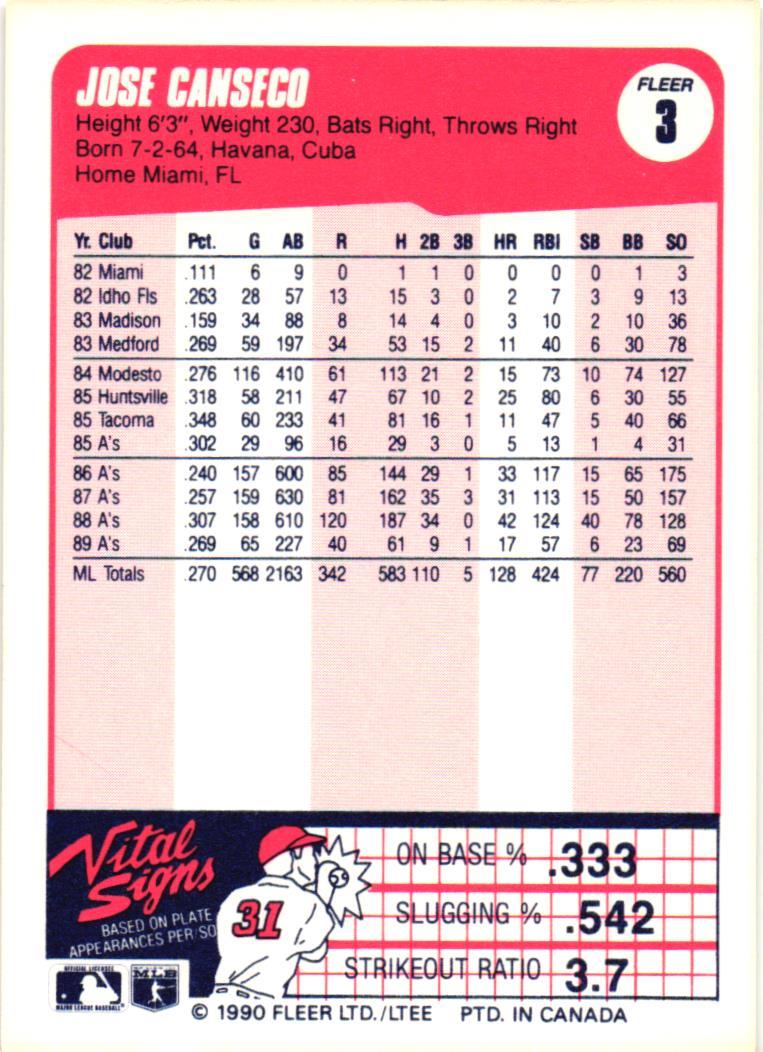 JOSE CANSECO
Height 6'3", Weight 230, Bats Right, Throws Right
Born 7-2-64, Havana, Cuba
Home Miami, FL
FLEER
3
Yr. Club Pct. G AB R H 2B 3B HR RBI SB BB SO
82 Miami .111 6 9 0 1 1 0 0 0 0 1 3
82 Idho Fls .263 28 57 13 15 3 0 2 7 3 9 13
83 Madison .159 34 88 8 14 4 0 3 10 2 10 36
83 Medford .269 59 197 34 53 15 2 11 40 6 30 78
84 Modesto .276 116 410 61 113 21 2 15 73 10 74 127
85 Huntsville .318 58 211 47 67 10 2 25 80 6 30 55
85 Tacoma .348 60 233 41 81 16 1 11 47 5 40 66
85 A's .302 29 96 16 29 3 0 5 13 1 4 31
86 A's .240 157 600 85 144 29 1 33 117 15 65 175
87 A's .257 159 630 81 162 35 3 31 113 15 50 157
88 A's .307 158 610 120 187 34 0 42 124 40 78 128
89 A's .269 65 227 40 61 9 1 17 57 6 23 69
ML Totals .270 568 2163 342 583 110 5 128 424 77 220 560
Vital
Signs
BASED ON PLATE
APPEARANCES PER/SO
31
ON BASE % .333
SLUGGING % .542
STRIKEOUT RATIO 3.7
OFFICIAL LICENSEE
MAJOR LEAGUE BASEBALL
MLB
© 1990 FLEER LTD./LTEE PTD. IN CANADA